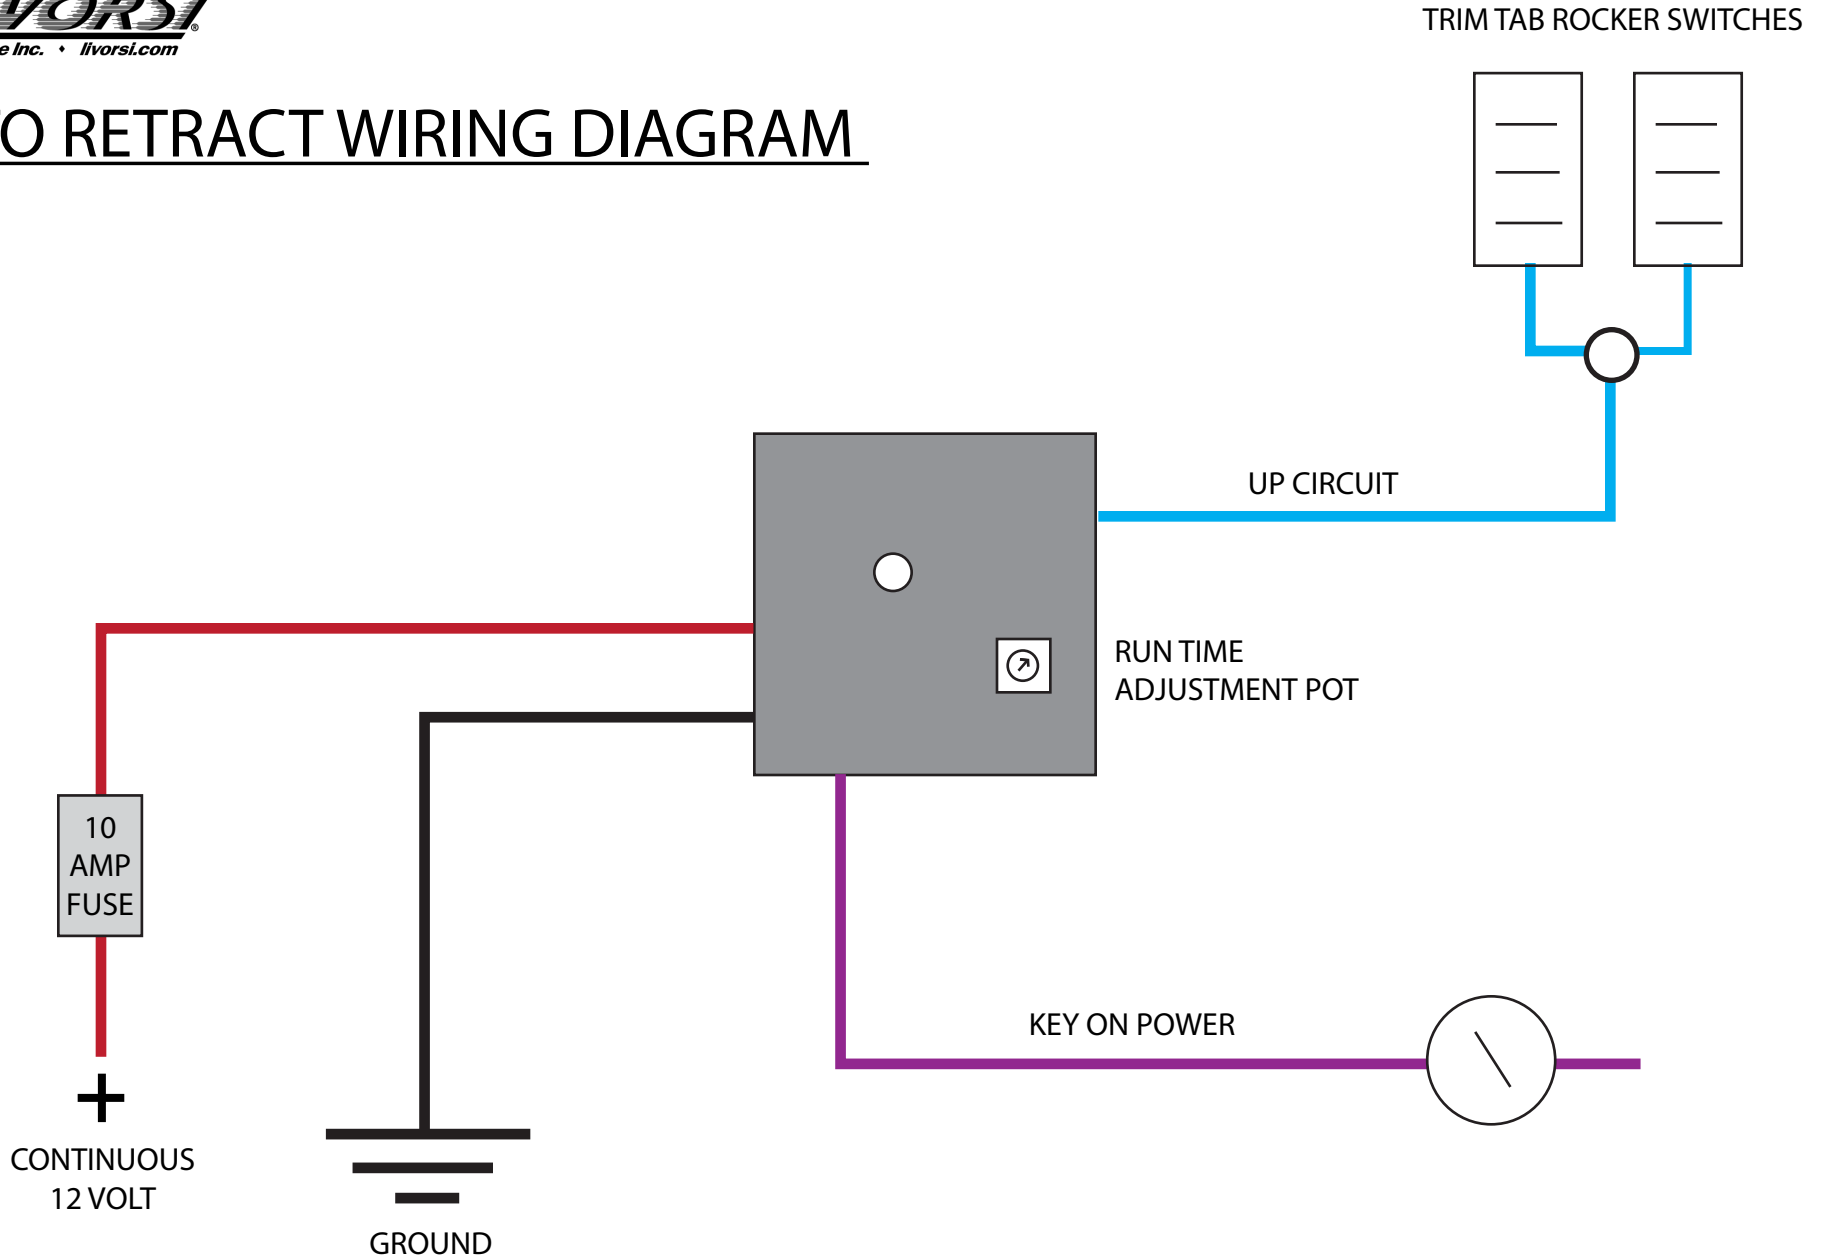 e Inc. ♦ livorsi.com
TO RETRACT WIRING DIAGRAM
TRIM TAB ROCKER SWITCHES
UP CIRCUIT
RUN TIME
ADJUSTMENT POT
10
AMP
FUSE
KEY ON POWER
CONTINUOUS
12 VOLT
GROUND